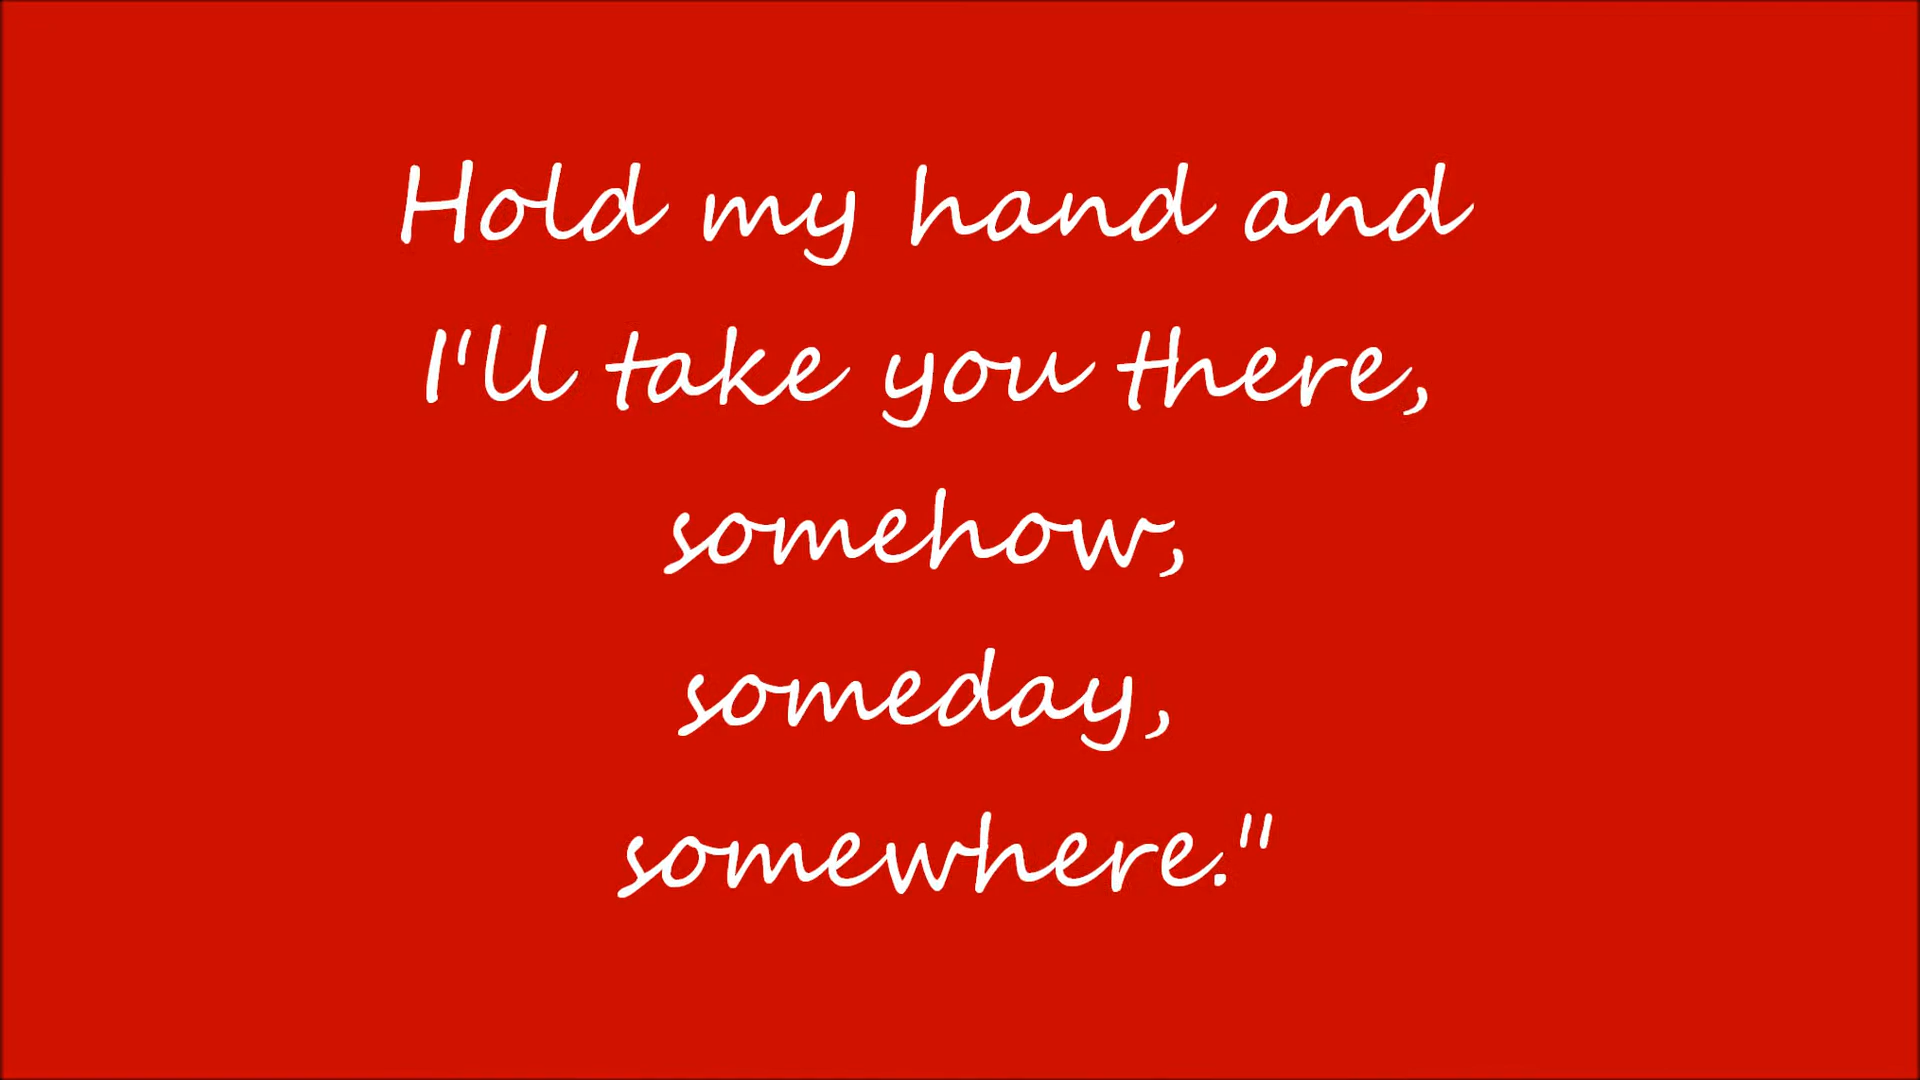 Hold my hand and
I'll take you there,
somehow,
someday,
somewhere."